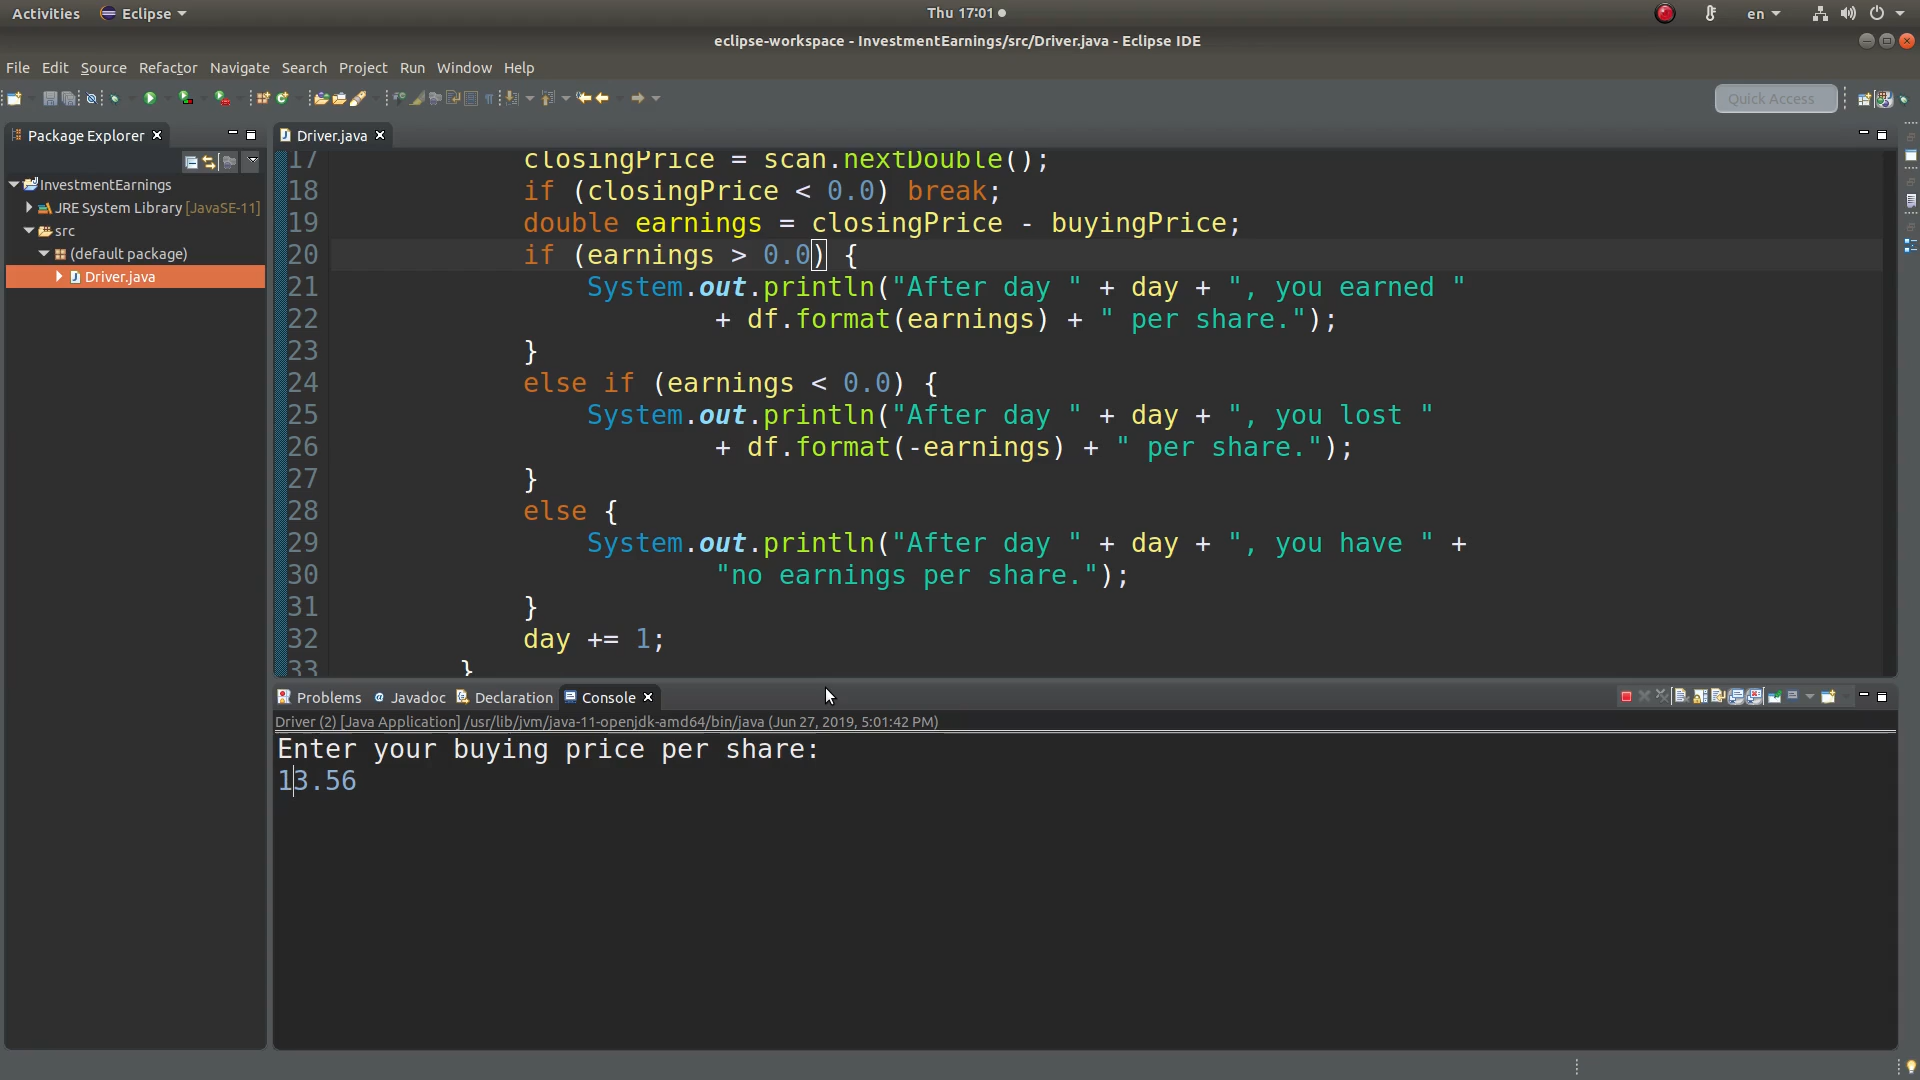 Activities Eclipse Thu 17:01 en
eclipse-workspace - InvestmentEarnings/src/Driver.java - Eclipse IDE
File Edit Source Refactor Navigate Search Project Run Window Help
Quick Access
Package Explorer
InvestmentEarnings
JRE System Library [JavaSE-11]
src
(default package)
Driver.java
Driver.java
17 closingPrice = scan.nextDouble();
18 if (closingPrice < 0.0) break;
19 double earnings = closingPrice - buyingPrice;
20 if (earnings > 0.0) {
21 System.out.println("After day " + day + ", you earned "
22 + df.format(earnings) + " per share.");
23 }
24 else if (earnings < 0.0) {
25 System.out.println("After day " + day + ", you lost "
26 + df.format(-earnings) + " per share.");
27 }
28 else {
29 System.out.println("After day " + day + ", you have " +
30 "no earnings per share.");
31 }
32 day += 1;
33 }
Problems Javadoc Declaration Console
Driver (2) [Java Application] /usr/lib/jvm/java-11-openjdk-amd64/bin/java (Jun 27, 2019, 5:01:42 PM)
Enter your buying price per share:
13.56